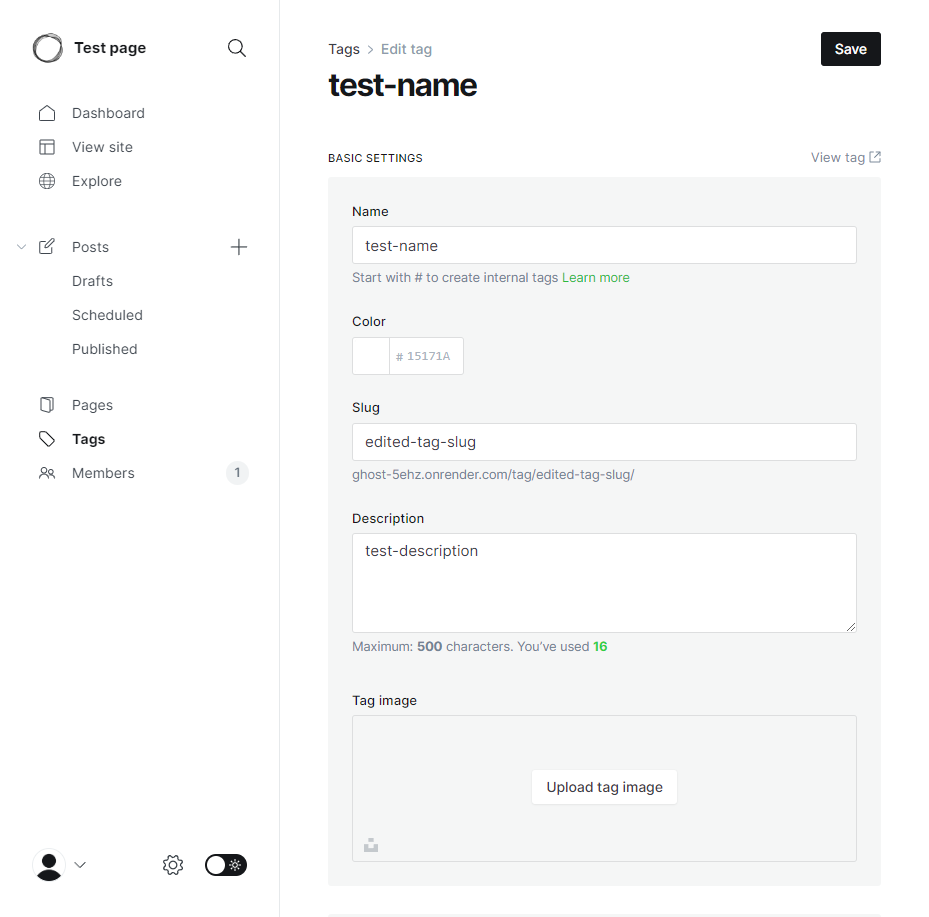 Test page
Dashboard
View site
Explore
Posts
Drafts
Scheduled
Published
Pages
Tags
Members 1
Tags > Edit tag
Save
test-name
BASIC SETTINGS
View tag
Name
test-name
Start with # to create internal tags Learn more
Color
# 15171A
Slug
edited-tag-slug
ghost-5ehz.onrender.com/tag/edited-tag-slug/
Description
test-description
Maximum: 500 characters. You’ve used 16
Tag image
Upload tag image